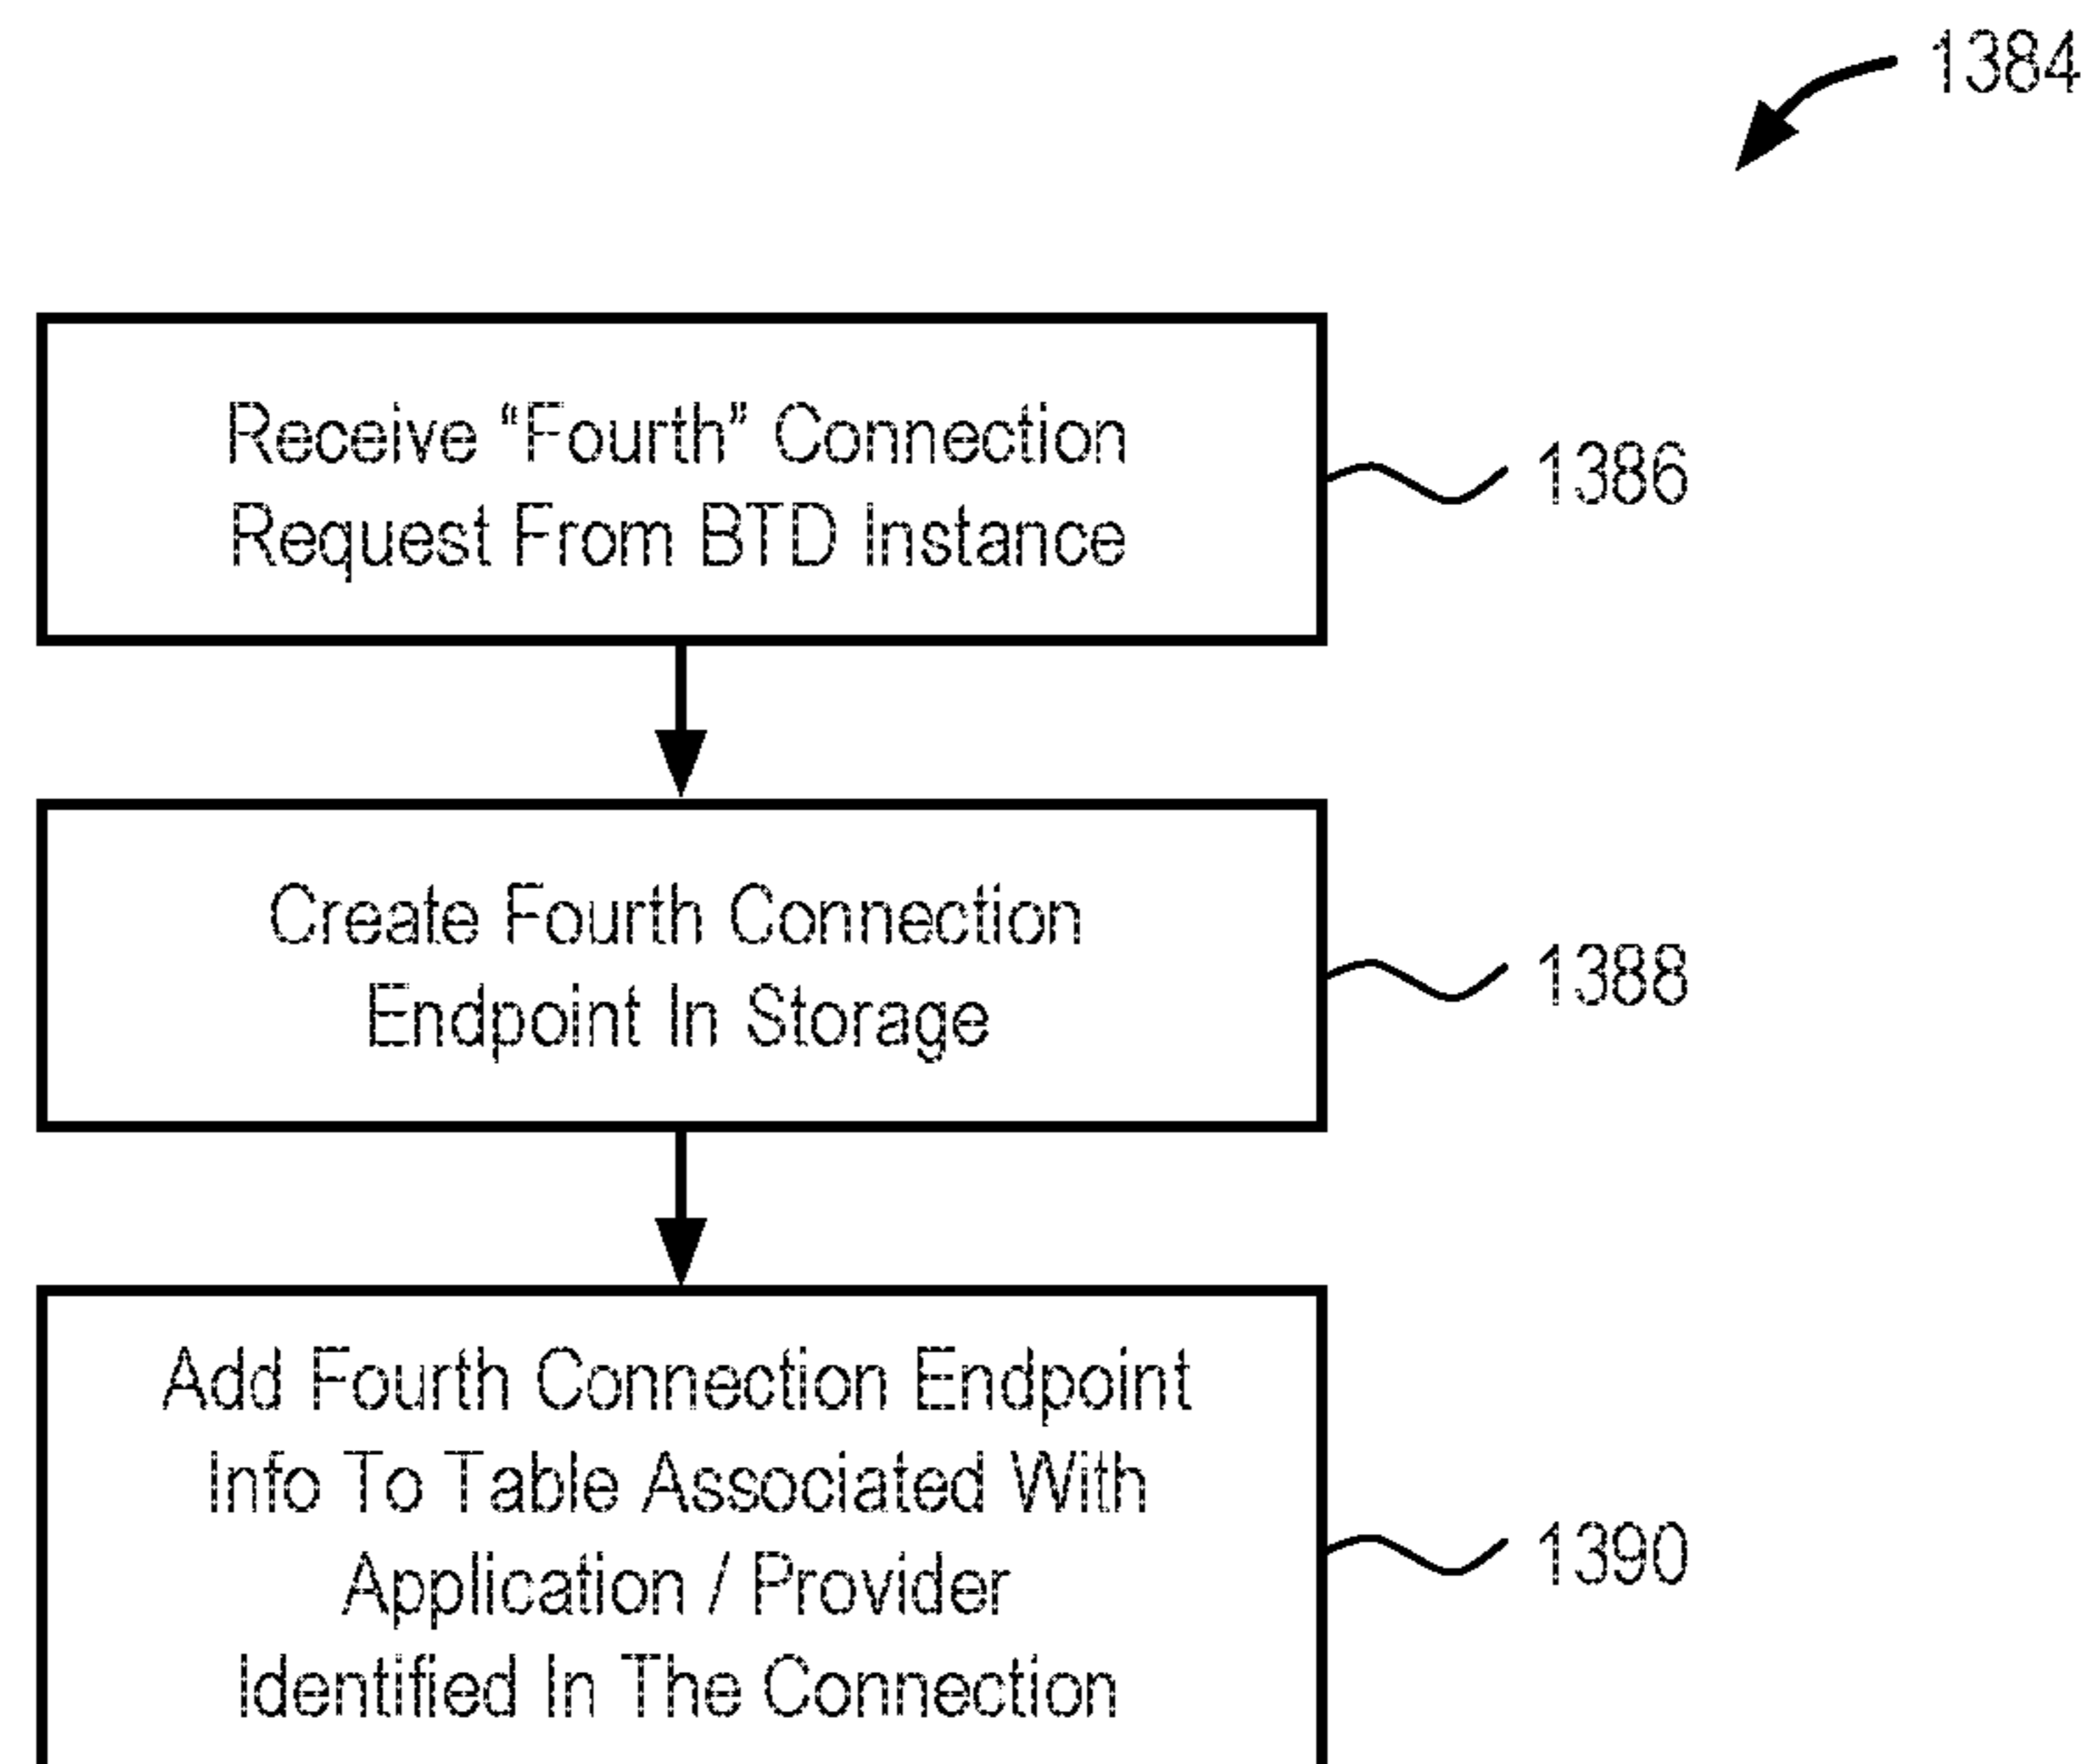 1384
Receive “Fourth” Connection
Request From BTD Instance
1386
Create Fourth Connection
Endpoint In Storage
1388
Add Fourth Connection Endpoint
Info To Table Associated With
Application / Provider
Identified In The Connection
1390